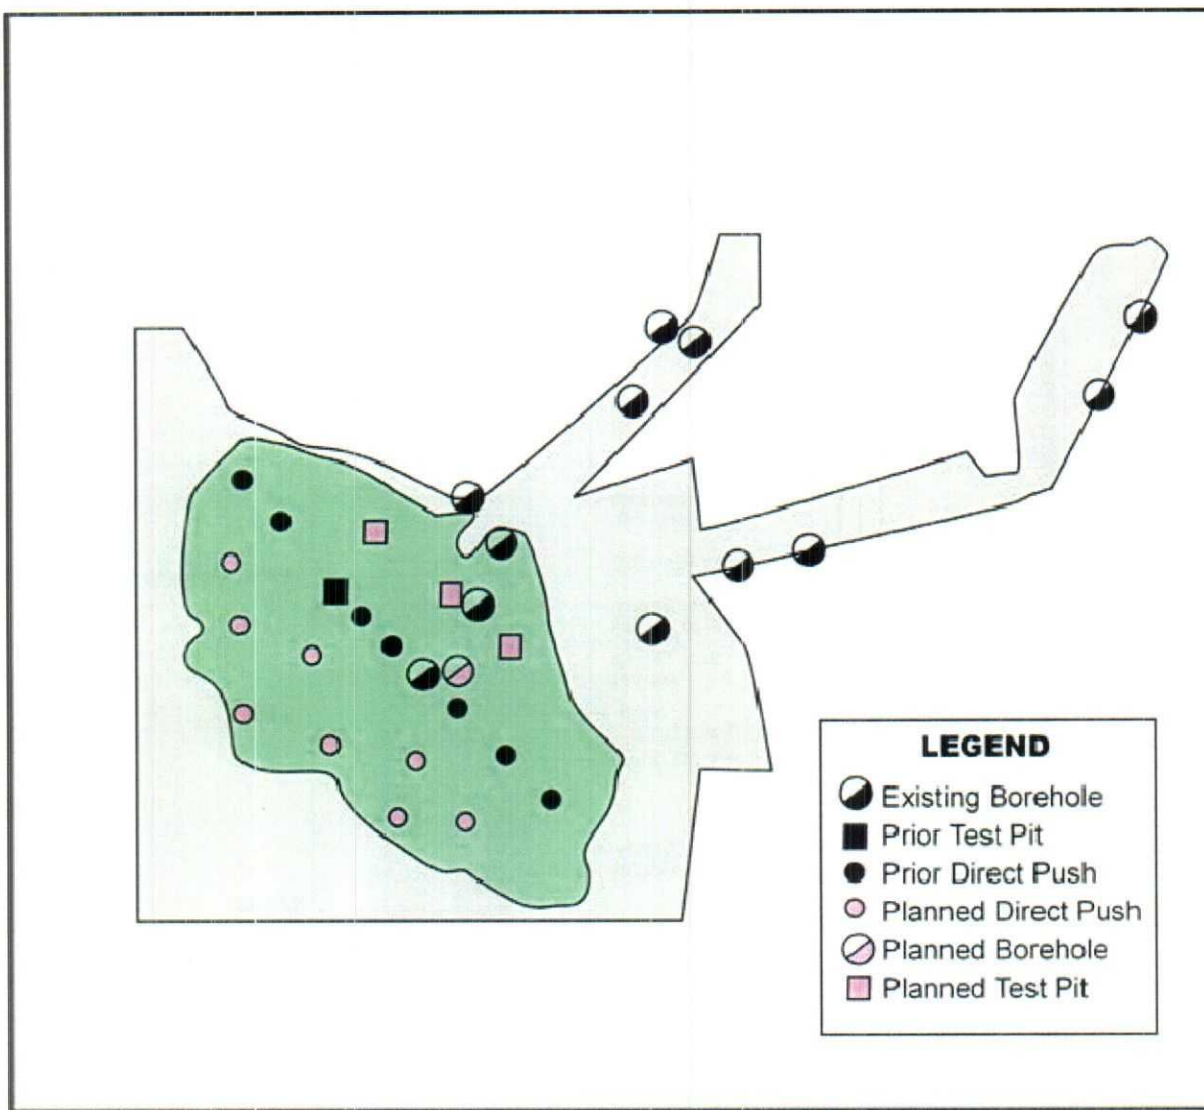 LEGEND
Existing Borehole
Prior Test Pit
Prior Direct Push
Planned Direct Push
Planned Borehole
Planned Test Pit